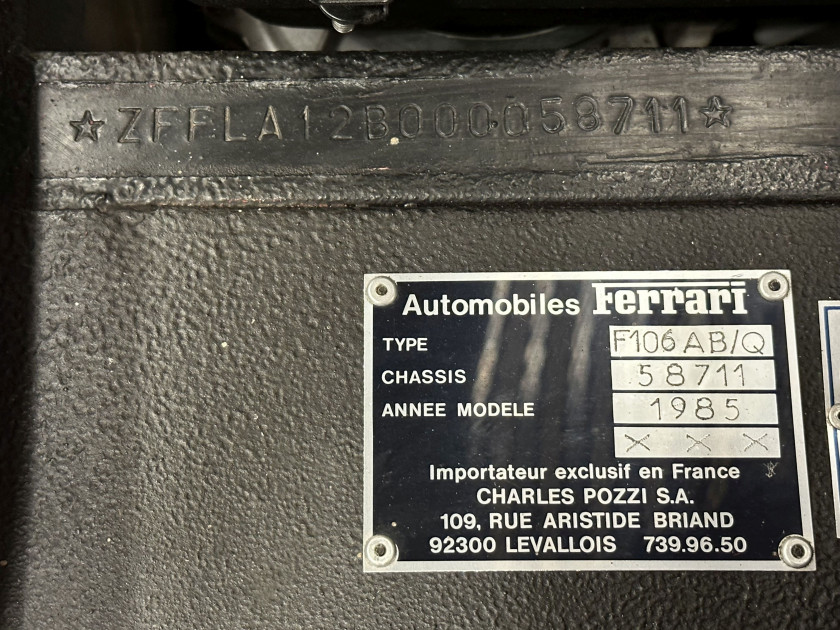 ☆ZFFLA12B000058711☆
Automobiles Ferrari
TYPE F106AB/Q
CHASSIS 58711
ANNEE MODELE 1985
X X X
Importateur exclusif en France
CHARLES POZZI S.A.
109, RUE ARISTIDE BRIAND
92300 LEVALLOIS 739.96.50